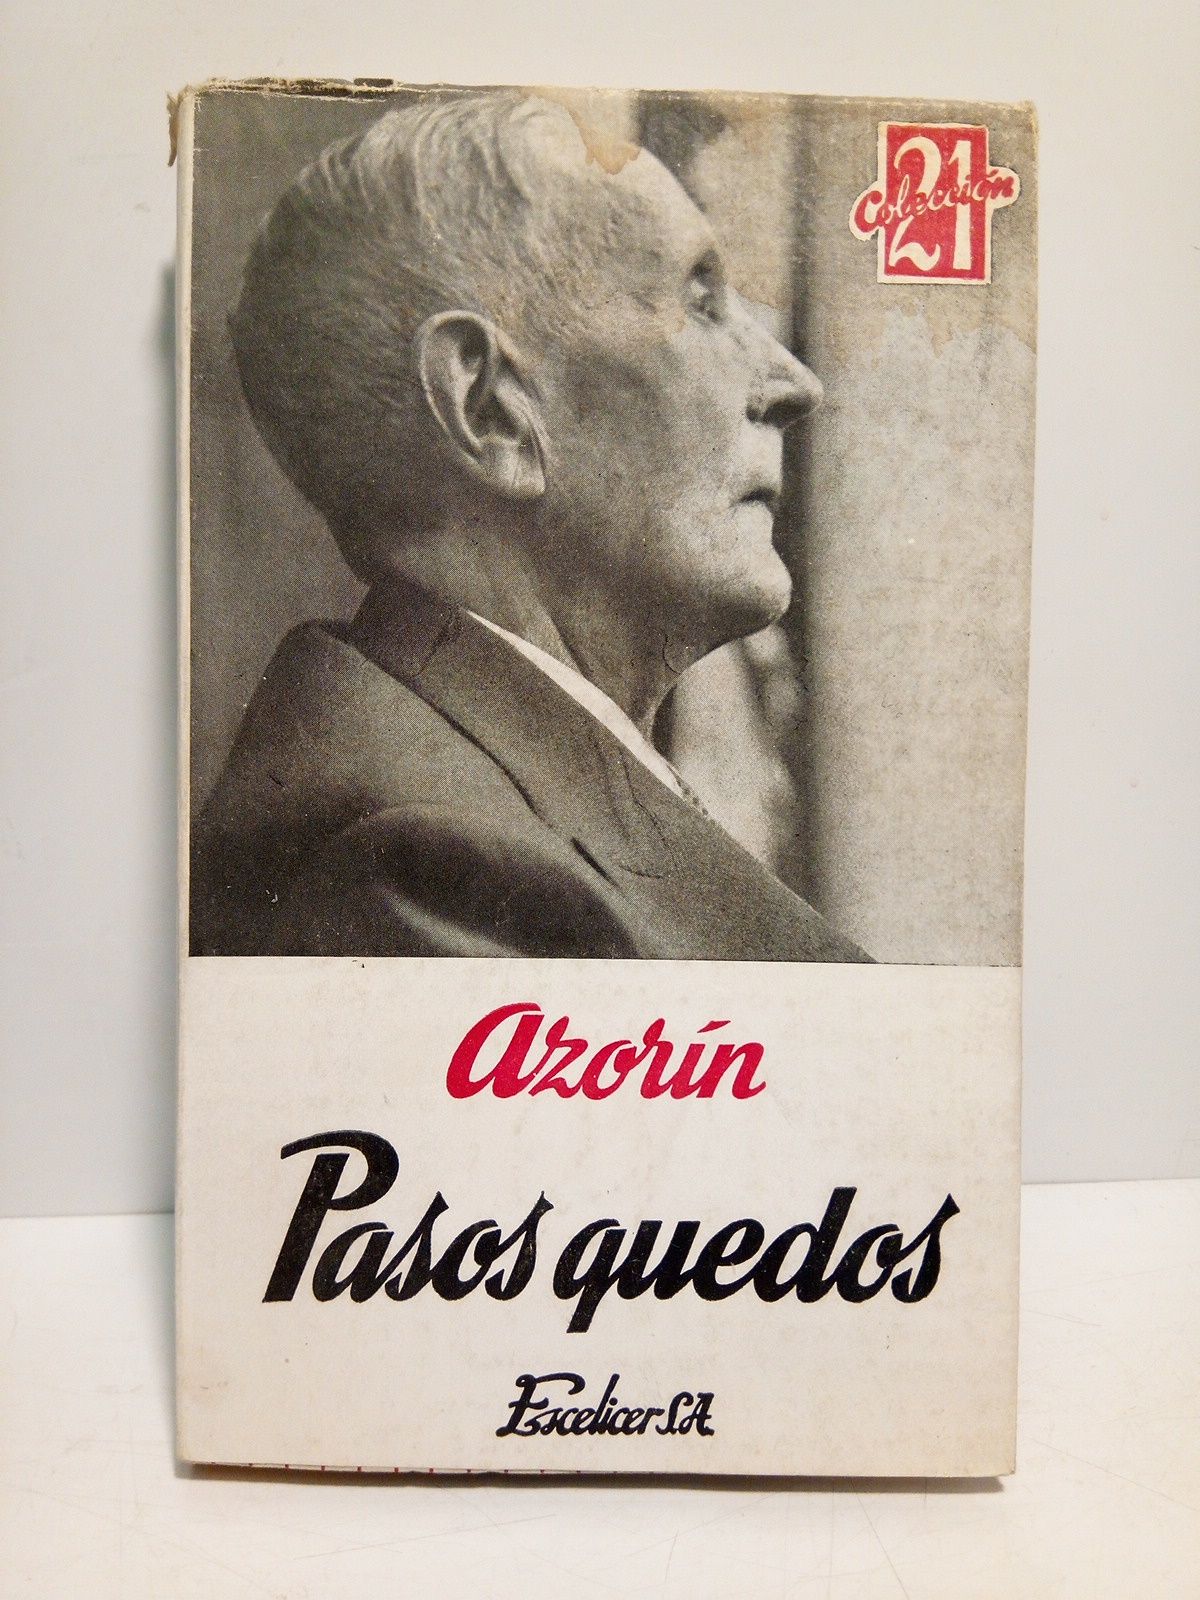 Colección
21
Azorín
Pasos quedos
Escelicer S.A.